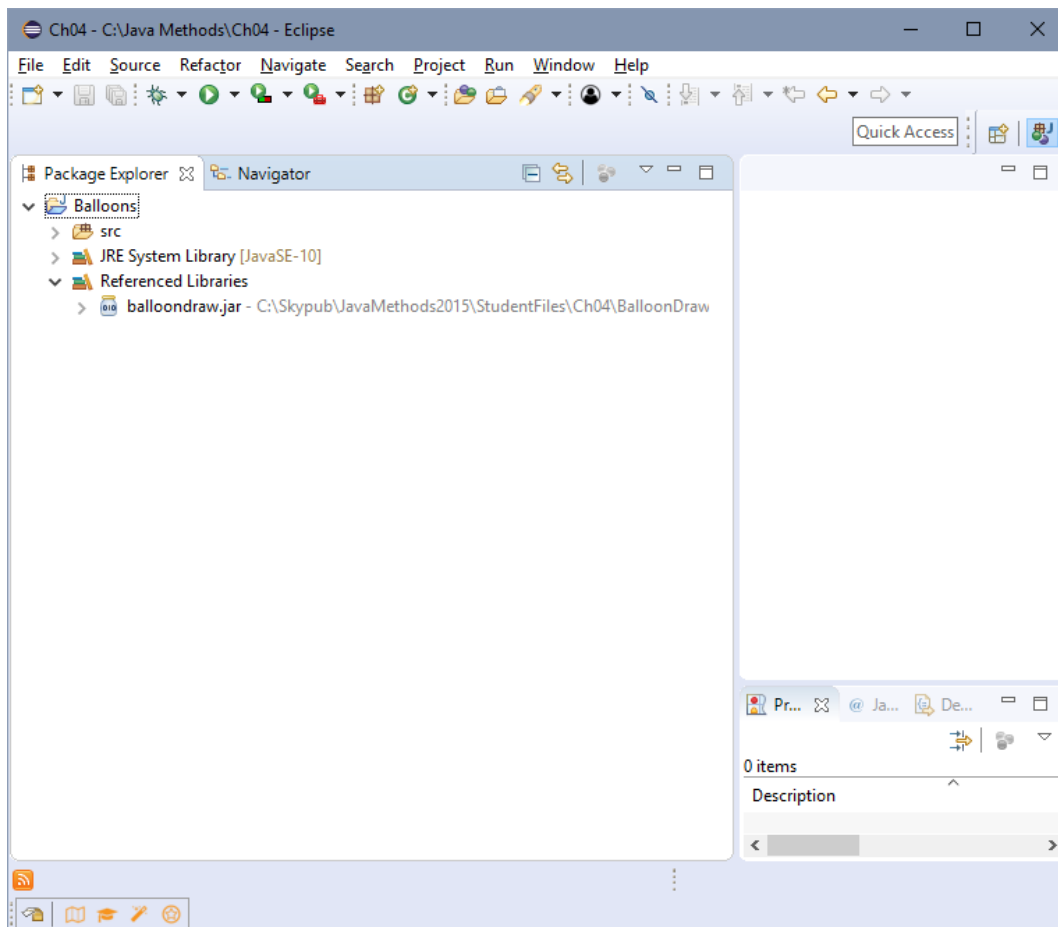 Ch04 - C:\Java Methods\Ch04 - Eclipse
File Edit Source Refactor Navigate Search Project Run Window Help
Quick Access
Package Explorer Navigator
Balloons
src
JRE System Library [JavaSE-10]
Referenced Libraries
balloondraw.jar - C:\Skypub\JavaMethods2015\StudentFiles\Ch04\BalloonDraw
Pr... @ Ja... De...
0 items
Description